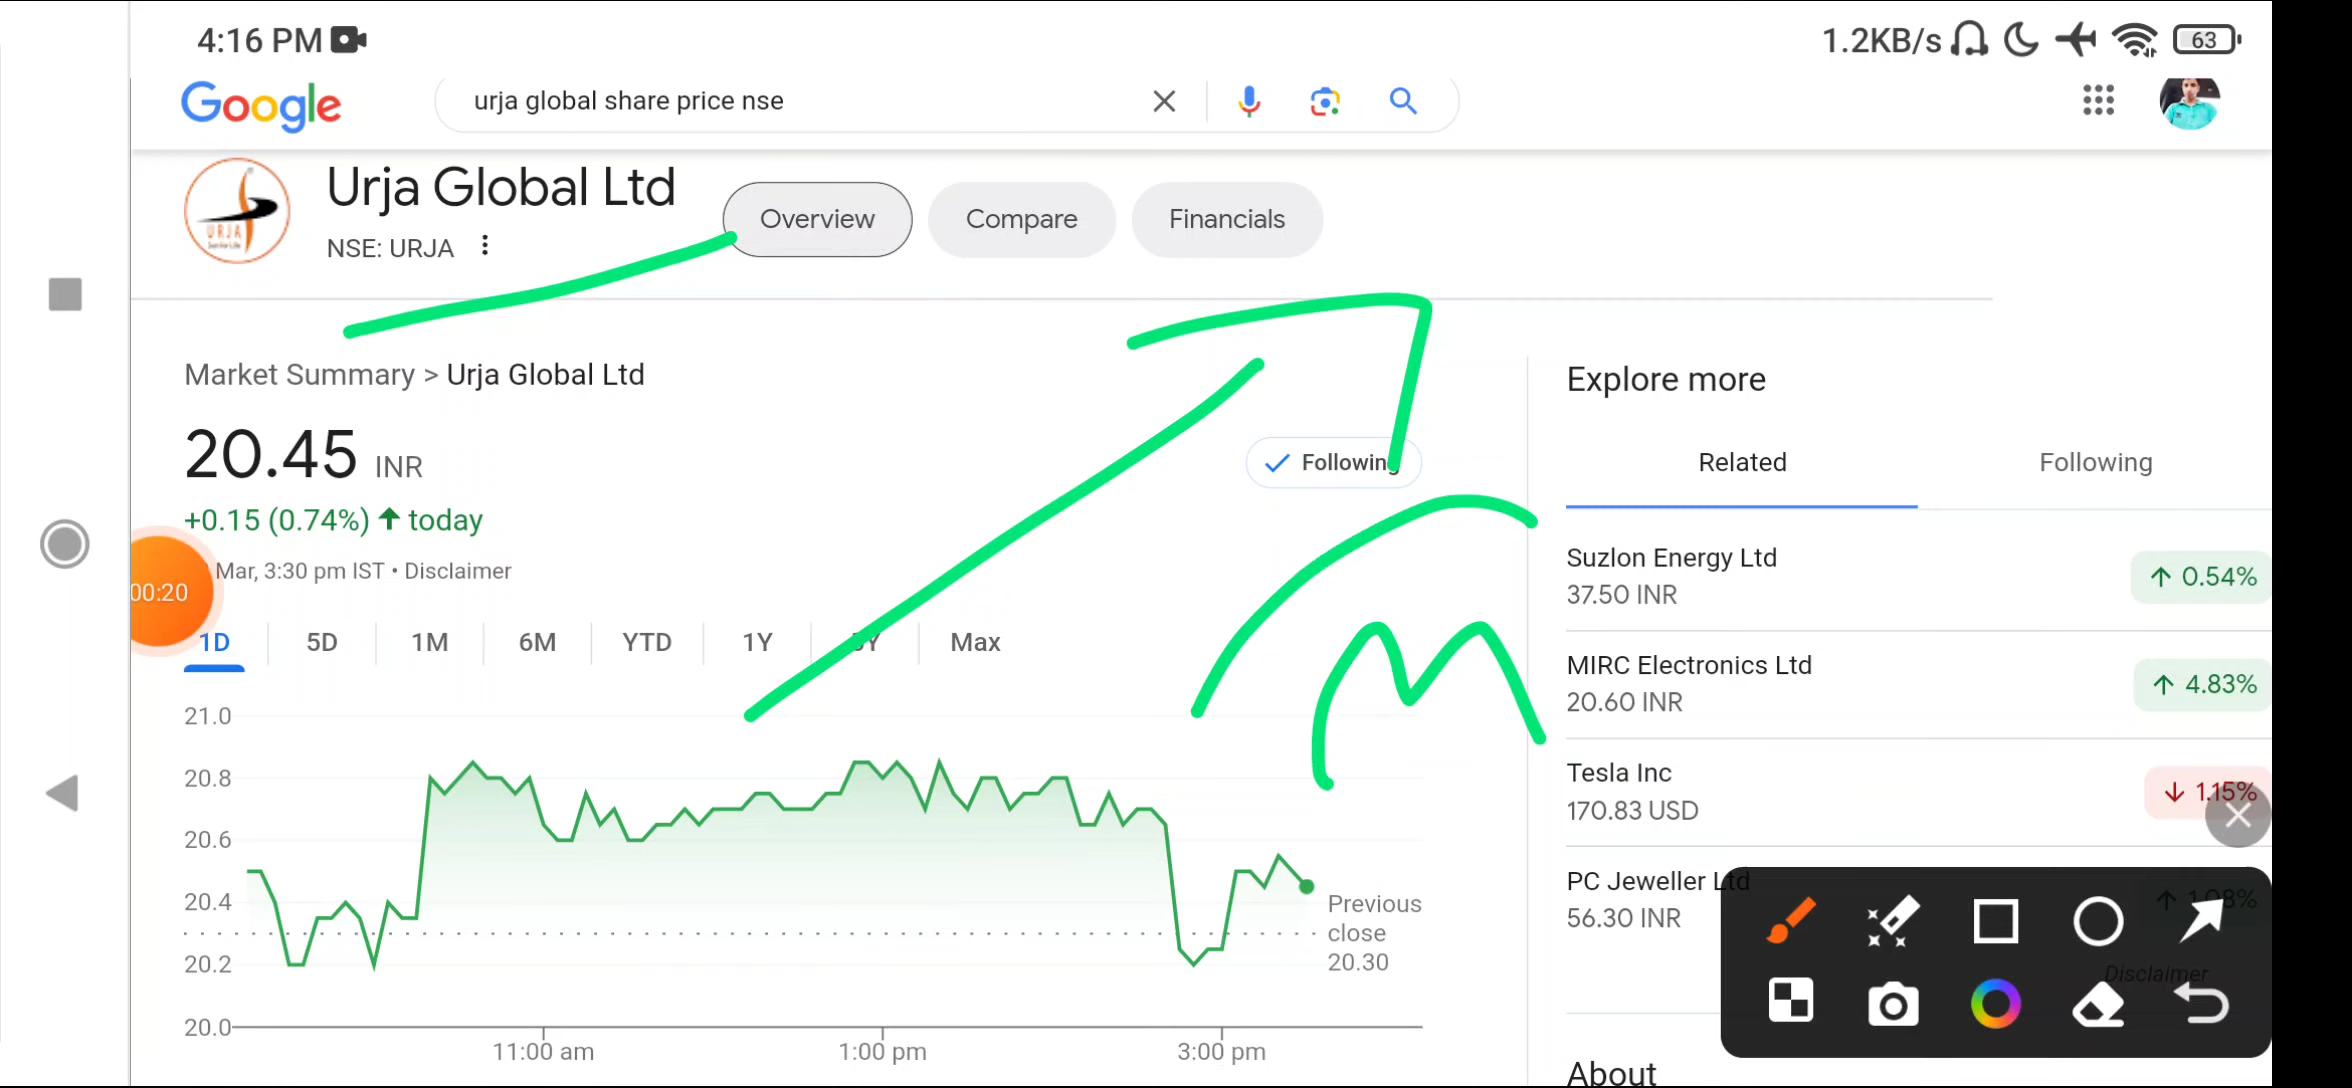 4:16 PM
1.2KB/s
63
Google
urja global share price nse
URJA
Urja Global Ltd
NSE: URJA
Overview
Compare
Financials
Market Summary > Urja Global Ltd
20.45 INR
Following
+0.15 (0.74%) today
Mar, 3:30 pm IST • Disclaimer
00:20
1D
5D
1M
6M
YTD
1Y
5Y
Max
21.0
20.8
20.6
20.4
20.2
20.0
11:00 am
1:00 pm
3:00 pm
Previous
close
20.30
Explore more
Related
Following
Suzlon Energy Ltd
37.50 INR
0.54%
MIRC Electronics Ltd
20.60 INR
4.83%
Tesla Inc
170.83 USD
1.15%
PC Jeweller Ltd
56.30 INR
Disclaimer
About